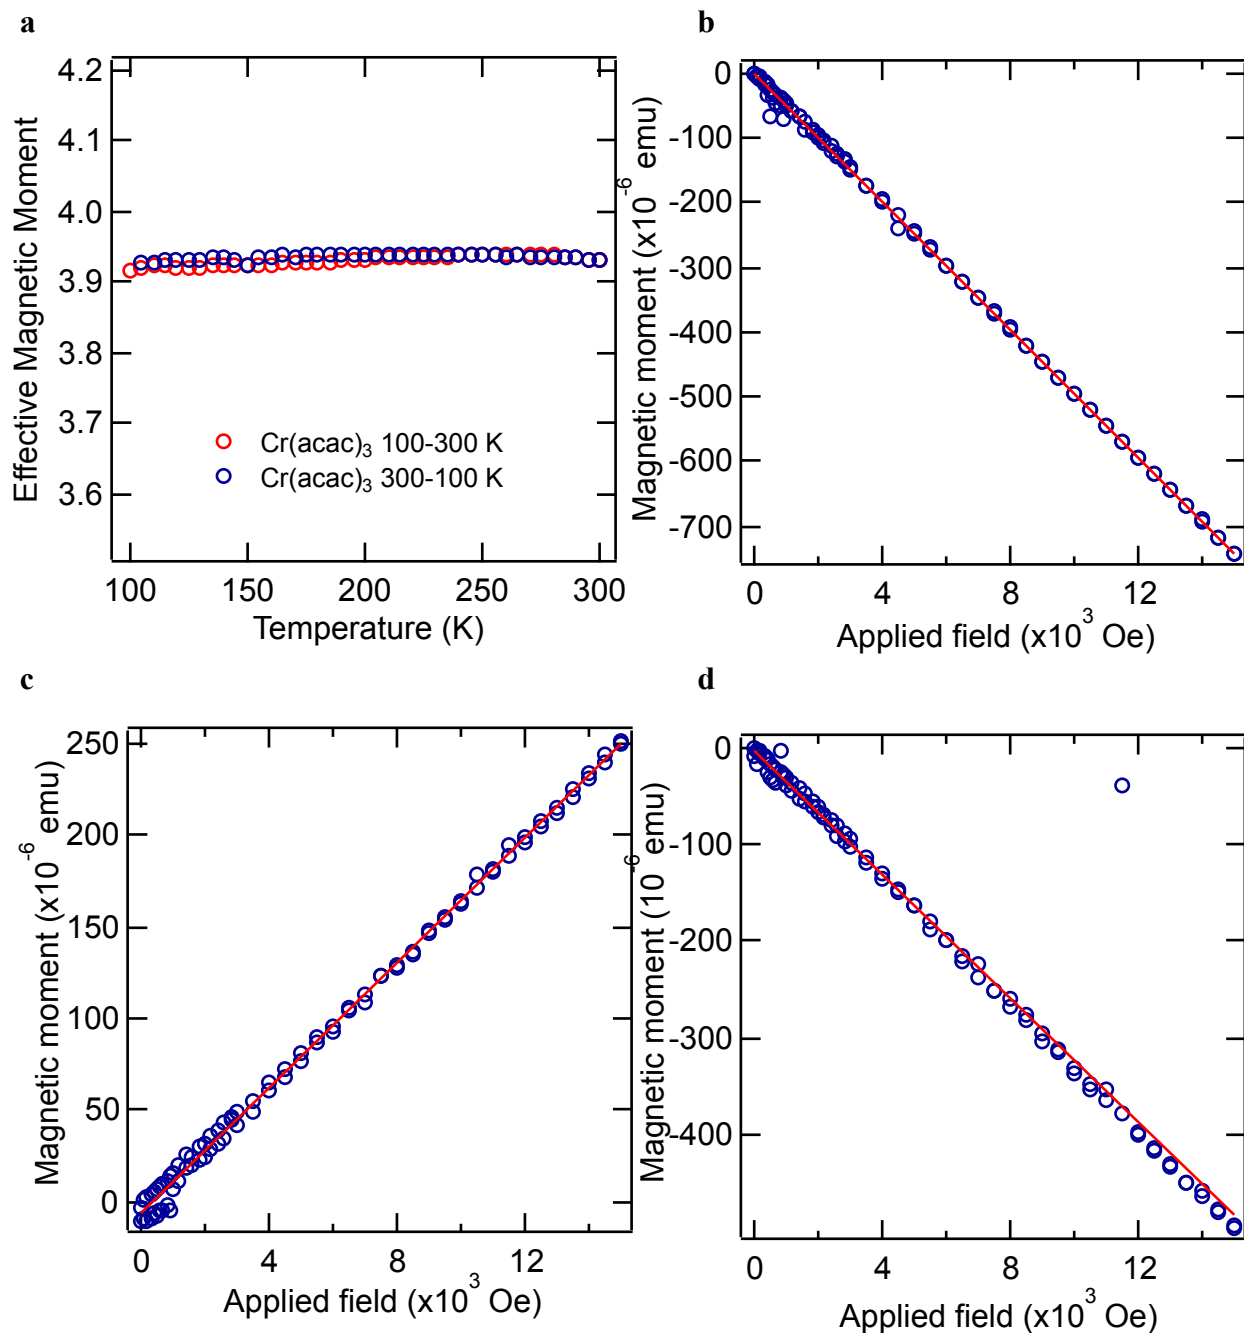 a
4.2
4.1
4.0
3.9
3.8
3.7
3.6
Effective Magnetic Moment
Cr(acac)₃ 100-300 K
Cr(acac)₃ 300-100 K
100 150 200 250 300
Temperature (K)
b
0
-100
-200
-300
-400
-500
-600
-700
Magnetic moment (x10⁻⁶ emu)
0 4 8 12
Applied field (x10³ Oe)
c
250
200
150
100
50
0
Magnetic moment (x10⁻⁶ emu)
0 4 8 12
Applied field (x10³ Oe)
d
0
-100
-200
-300
-400
Magnetic moment (10⁻⁶ emu)
0 4 8 12
Applied field (x10³ Oe)